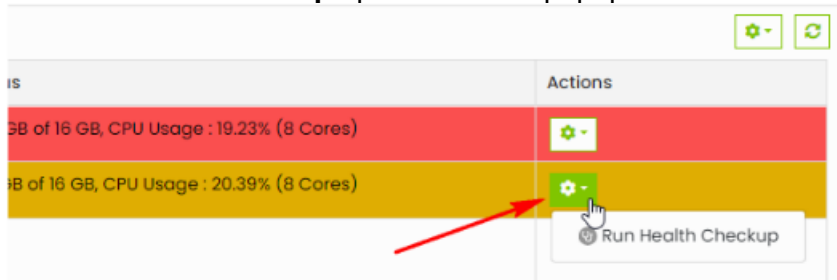 Actions
GB of 16 GB, CPU Usage : 19.23% (8 Cores)
GB of 16 GB, CPU Usage : 20.39% (8 Cores)
Run Health Checkup